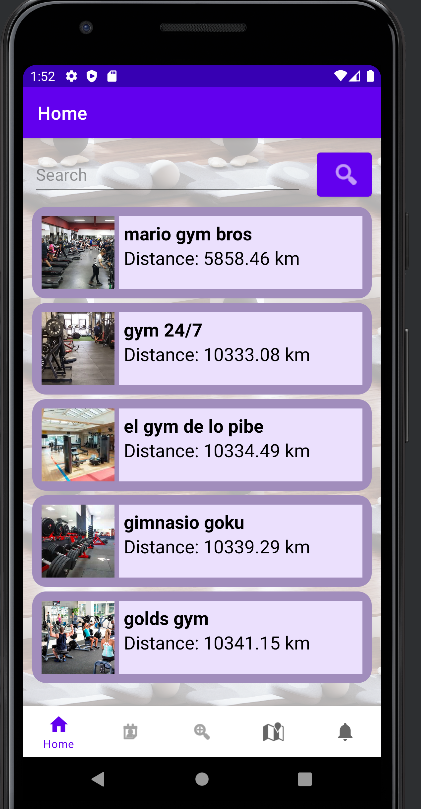 1:52
Home
Search
mario gym bros
Distance: 5858.46 km
gym 24/7
Distance: 10333.08 km
el gym de lo pibe
Distance: 10334.49 km
gimnasio goku
Distance: 10339.29 km
golds gym
Distance: 10341.15 km
Home